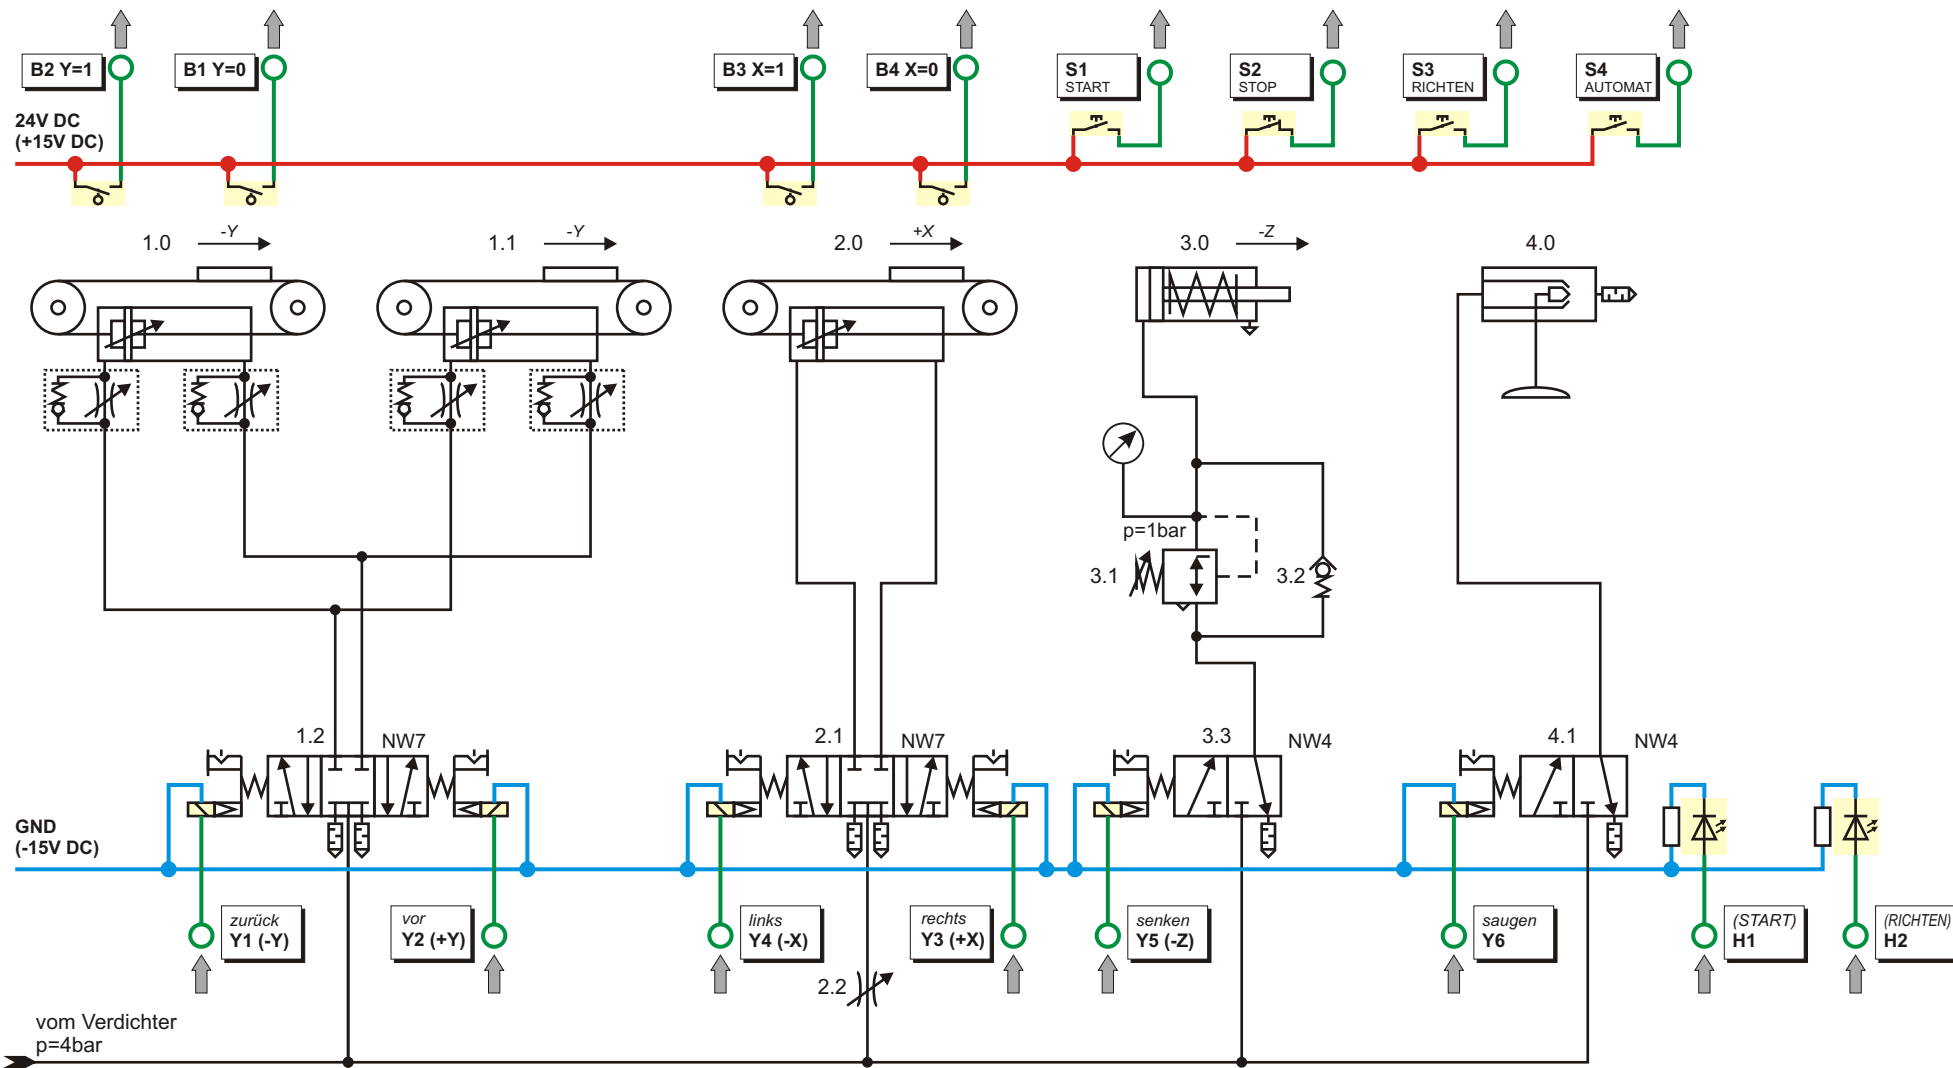 B2 Y=1
B1 Y=0
B3 X=1
B4 X=0
S1
START
S2
STOP
S3
RICHTEN
S4
AUTOMAT
24V DC
(+15V DC)
1.0
-Y
1.1
-Y
2.0
+X
3.0
-Z
4.0
p=1bar
3.1
3.2
1.2
NW7
2.1
NW7
3.3
NW4
4.1
NW4
GND
(-15V DC)
zurück
Y1 (-Y)
vor
Y2 (+Y)
links
Y4 (-X)
rechts
Y3 (+X)
senken
Y5 (-Z)
saugen
Y6
(START)
H1
(RICHTEN)
H2
2.2
vom Verdichter
p=4bar